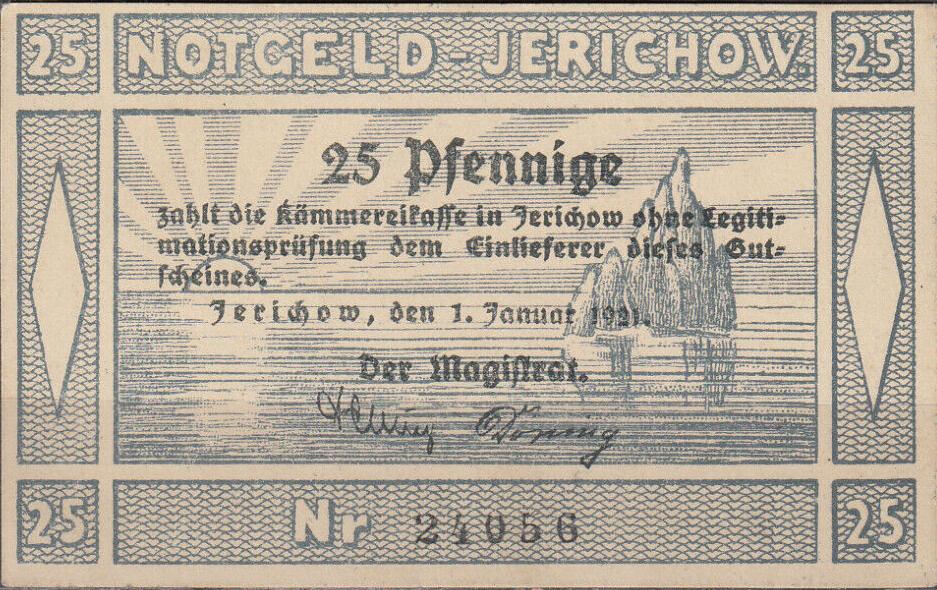 25 NOTGELD-JERICHOW. 25
25 Pfennige
zahlt die Kämmereikasse in Jerichow ohne Legiti-
mationsprüfung dem Einlieferer dieses Gut-
scheines.
Jerichow, den 1. Januar 1921.
Der Magistrat.
25 Nr 24056 25